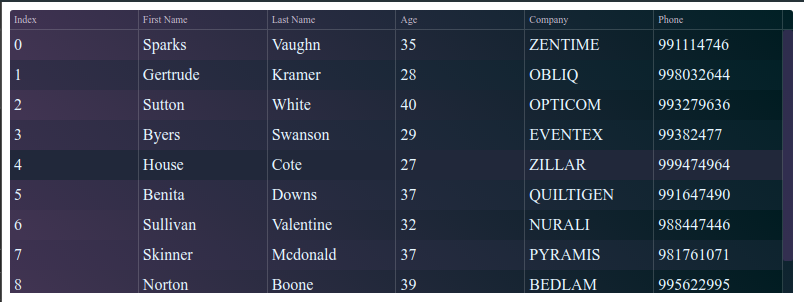 Index First Name Last Name Age Company Phone
0 Sparks Vaughn 35 ZENTIME 991114746
1 Gertrude Kramer 28 OBLIQ 998032644
2 Sutton White 40 OPTICOM 993279636
3 Byers Swanson 29 EVENTEX 99382477
4 House Cote 27 ZILLAR 999474964
5 Benita Downs 37 QUILTIGEN 991647490
6 Sullivan Valentine 32 NURALI 988447446
7 Skinner Mcdonald 37 PYRAMIS 981761071
8 Norton Boone 39 BEDLAM 995622995